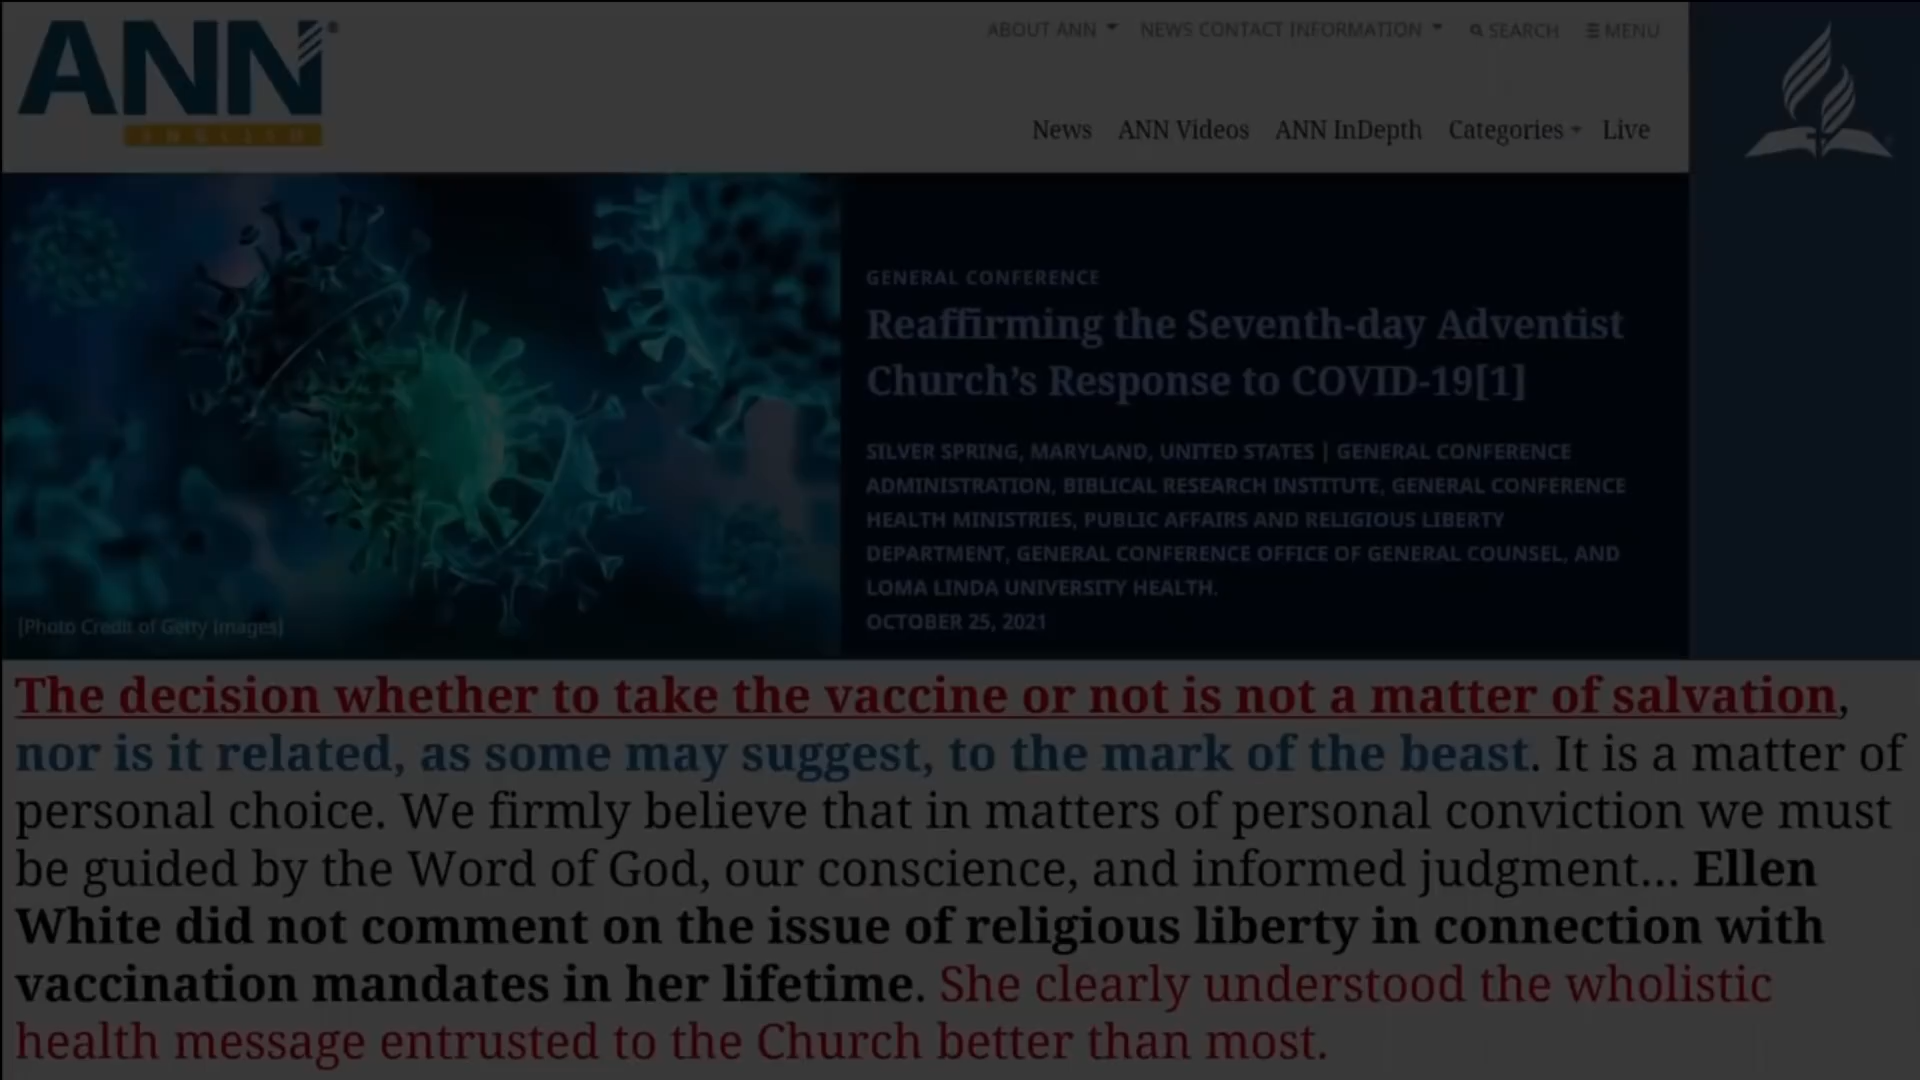 ANN®
ENGLISH
ABOUT ANN
NEWS CONTACT INFORMATION
SEARCH
MENU
News
ANN Videos
ANN InDepth
Categories
Live
GENERAL CONFERENCE
Reaffirming the Seventh-day Adventist
Church’s Response to COVID-19[1]
SILVER SPRING, MARYLAND, UNITED STATES | GENERAL CONFERENCE
ADMINISTRATION, BIBLICAL RESEARCH INSTITUTE, GENERAL CONFERENCE
HEALTH MINISTRIES, PUBLIC AFFAIRS AND RELIGIOUS LIBERTY
DEPARTMENT, GENERAL CONFERENCE OFFICE OF GENERAL COUNSEL, AND
LOMA LINDA UNIVERSITY HEALTH.
OCTOBER 25, 2021
[Photo Credit of Getty Images]
The decision whether to take the vaccine or not is not a matter of salvation,
nor is it related, as some may suggest, to the mark of the beast. It is a matter of
personal choice. We firmly believe that in matters of personal conviction we must
be guided by the Word of God, our conscience, and informed judgment... Ellen
White did not comment on the issue of religious liberty in connection with
vaccination mandates in her lifetime. She clearly understood the wholistic
health message entrusted to the Church better than most.